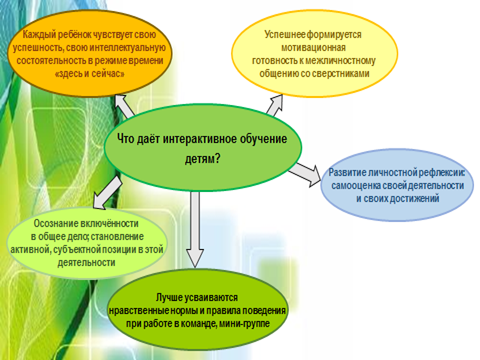 Каждый ребёнок чувствует свою
успешность, свою интеллектуальную
состоятельность в режиме времени
«здесь и сейчас»
Успешнее формируется
мотивационная
готовность к межличностному
общению со сверстниками
Что даёт интерактивное обучение
детям?
Развитие личностной рефлексии:
самооценка своей деятельности
и своих достижений
Осознание включённости
в общее дело; становление
активной, субъектной позиции в этой
деятельности
Лучше усваиваются
нравственные нормы и правила поведения
при работе в команде, мини-группе